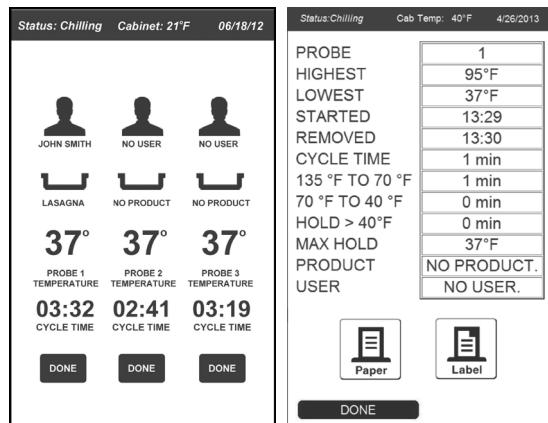 Status: Chilling Cabinet: 21°F 06/18/12
JOHN SMITH NO USER NO USER
LASAGNA NO PRODUCT NO PRODUCT
37° 37° 37°
PROBE 1 PROBE 2 PROBE 3
TEMPERATURE TEMPERATURE TEMPERATURE
03:32 02:41 03:19
CYCLE TIME CYCLE TIME CYCLE TIME
DONE DONE DONE
Status:Chilling Cab Temp: 40°F 4/26/2013
PROBE 1
HIGHEST 95°F
LOWEST 37°F
STARTED 13:29
REMOVED 13:30
CYCLE TIME 1 min
135 °F TO 70 °F 1 min
70 °F TO 40 °F 0 min
HOLD > 40°F 0 min
MAX HOLD 37°F
PRODUCT NO PRODUCT.
USER NO USER.
Paper Label
DONE